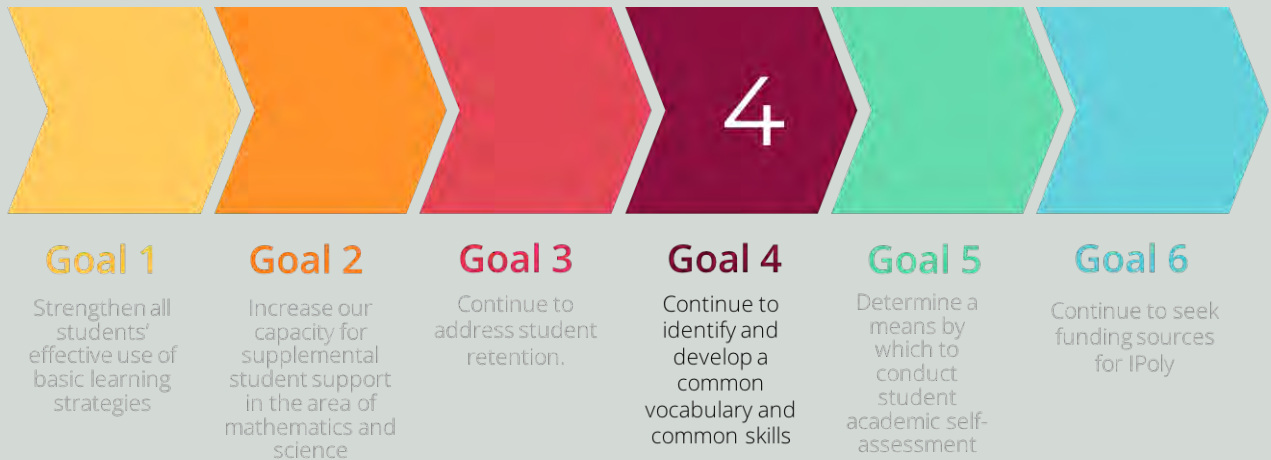 4
Goal 1
Strengthen all
students'
effective use of
basic learning
strategies
Goal 2
Increase our
capacity for
supplemental
student support
in the area of
mathematics and
science
Goal 3
Continue to
address student
retention.
Goal 4
Continue to
identify and
develop a
common
vocabulary and
common skills
Goal 5
Determine a
means by
which to
conduct
student
academic self-
assessment
Goal 6
Continue to seek
funding sources
for IPoly